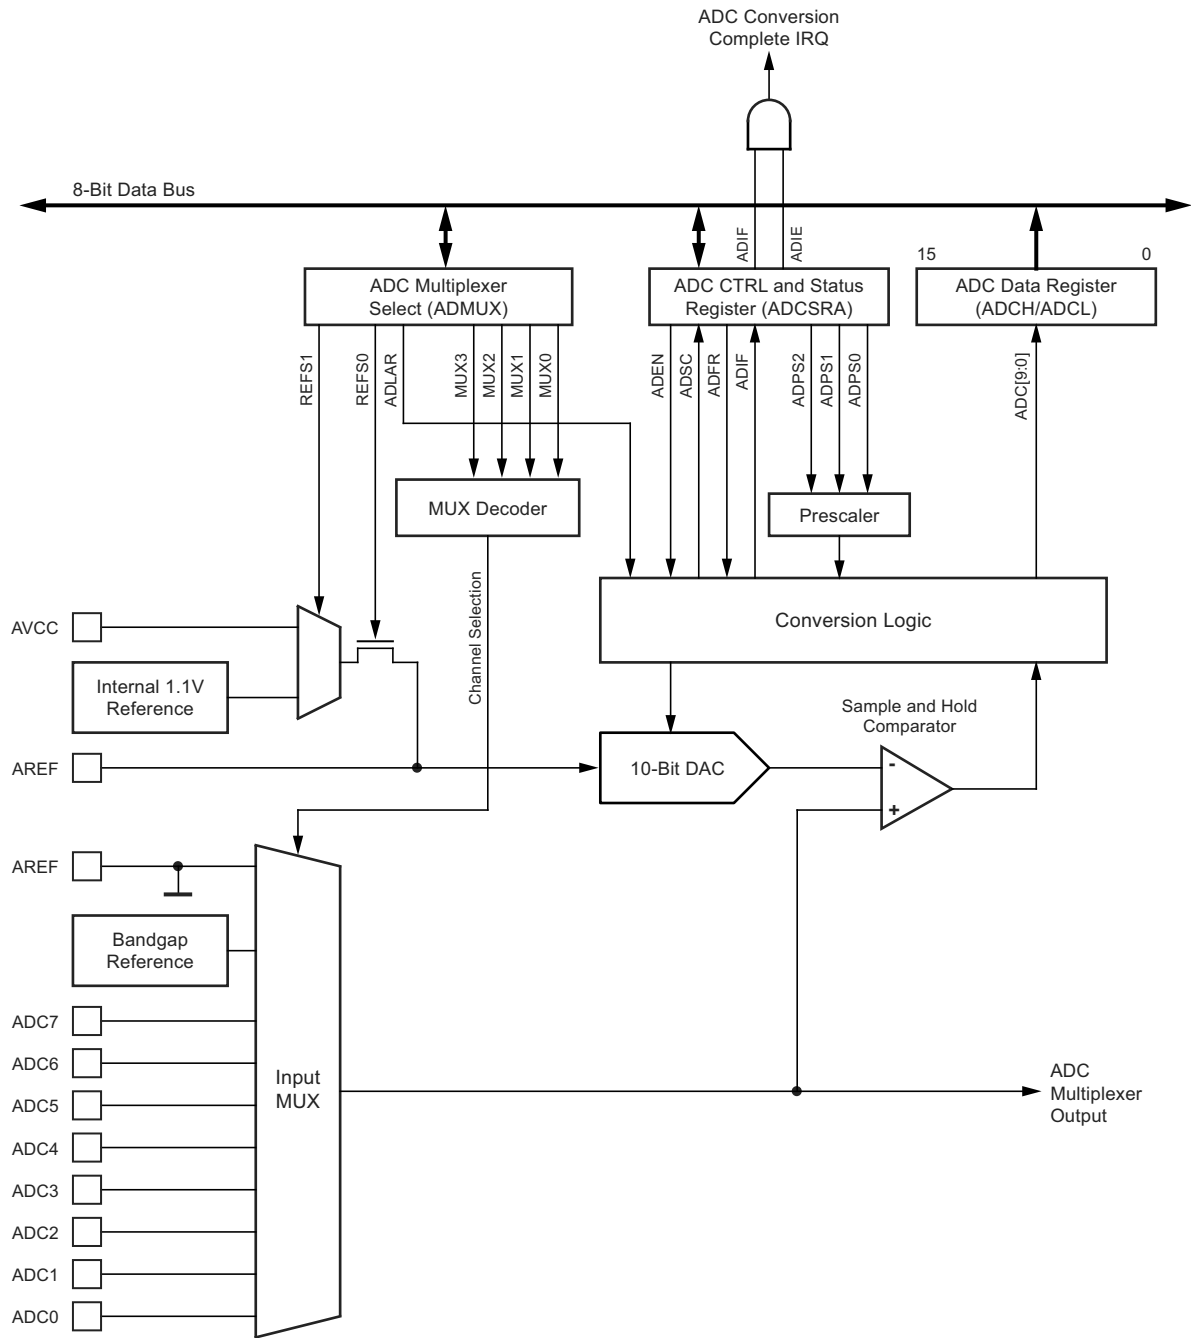 ADC Conversion
Complete IRQ
8-Bit Data Bus
ADIF
ADIE
15
0
ADC Multiplexer
Select (ADMUX)
ADC CTRL and Status
Register (ADCSRA)
ADC Data Register
(ADCH/ADCL)
REFS1
REFS0
ADLAR
MUX3
MUX2
MUX1
MUX0
ADEN
ADSC
ADFR
ADIF
ADPS2
ADPS1
ADPS0
ADC[9:0]
MUX Decoder
Prescaler
Channel Selection
Conversion Logic
AVCC
Internal 1.1V
Reference
Sample and Hold
Comparator
AREF
10-Bit DAC
-
+
AREF
Bandgap
Reference
ADC7
ADC6
ADC5
ADC4
ADC3
ADC2
ADC1
ADC0
Input
MUX
ADC
Multiplexer
Output